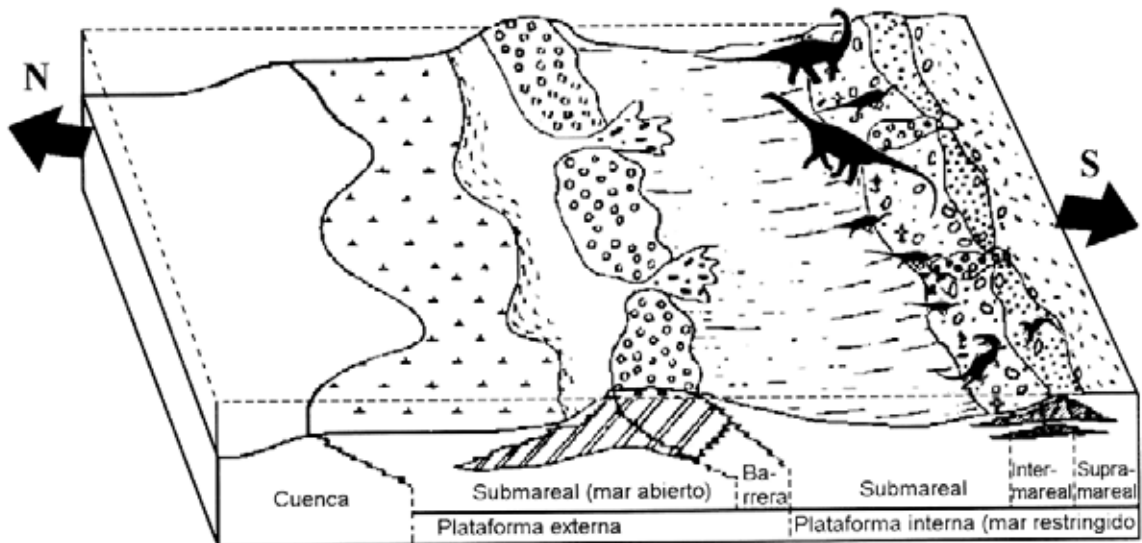 N
S
Cuenca
Submareal (mar abierto)
Ba-
rrera
Submareal
Inter-
mareal
Supra-
mareal
Plataforma externa
Plataforma interna (mar restringido